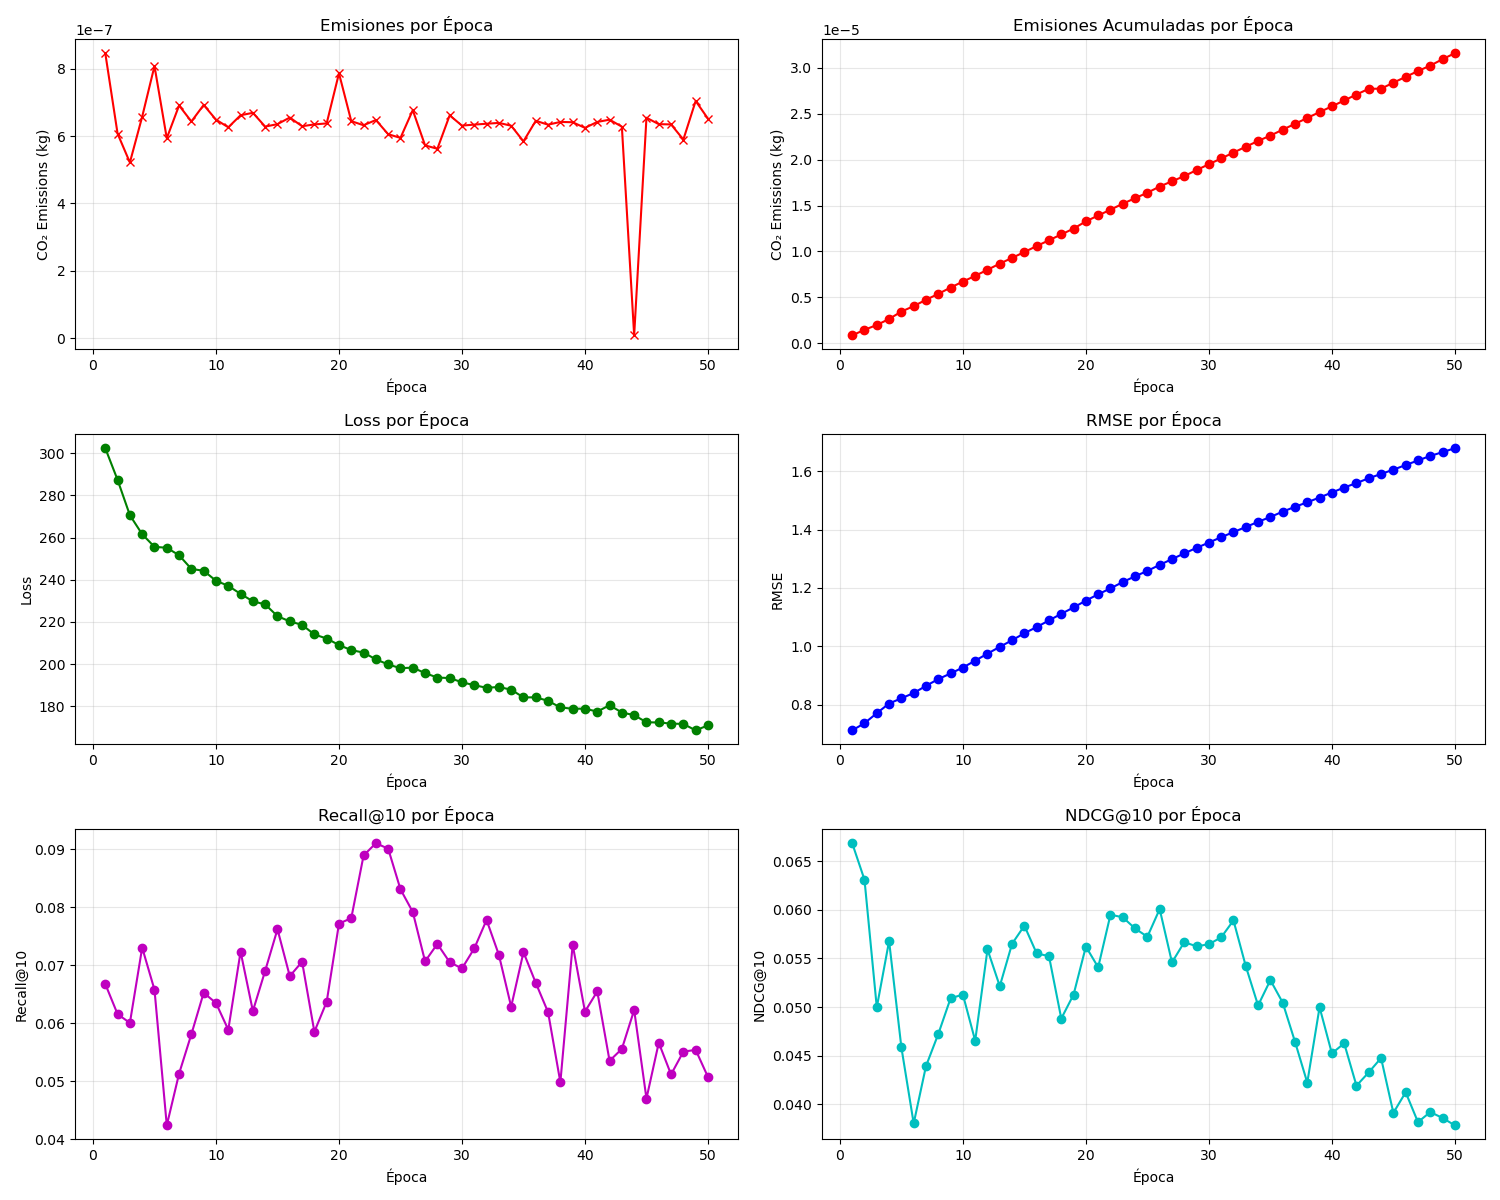 Emisiones por Época
1e−7
CO₂ Emissions (kg)
8
6
4
2
0
0 10 20 30 40 50
Época
Emisiones Acumuladas por Época
1e−5
CO₂ Emissions (kg)
3.0
2.5
2.0
1.5
1.0
0.5
0.0
0 10 20 30 40 50
Época
Loss por Época
Loss
300
280
260
240
220
200
180
0 10 20 30 40 50
Época
RMSE por Época
RMSE
1.6
1.4
1.2
1.0
0.8
0 10 20 30 40 50
Época
Recall@10 por Época
Recall@10
0.09
0.08
0.07
0.06
0.05
0.04
0 10 20 30 40 50
Época
NDCG@10 por Época
NDCG@10
0.065
0.060
0.055
0.050
0.045
0.040
0 10 20 30 40 50
Época